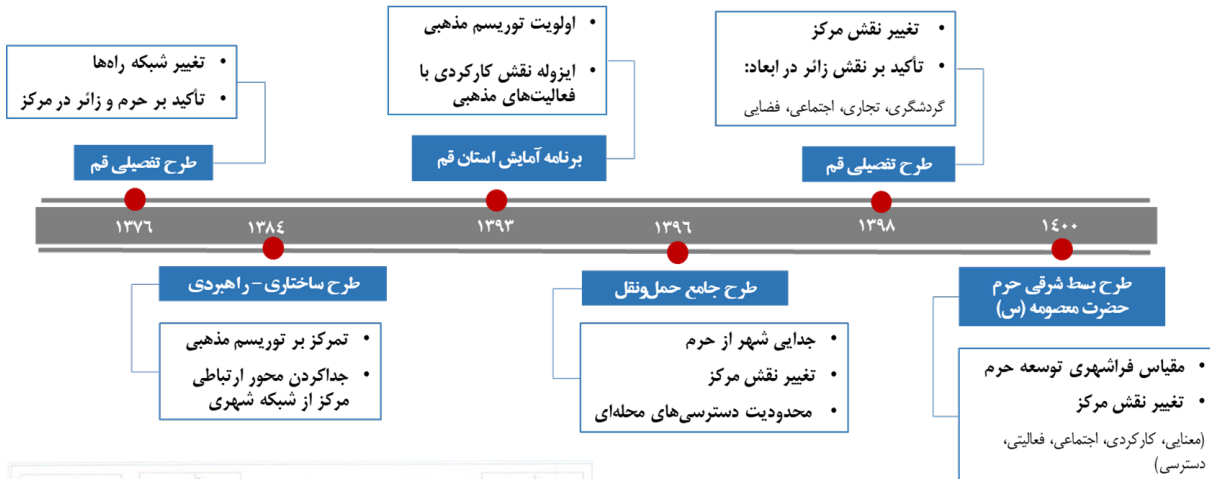 • تغییر شبکه راه‌ها
• تأکید بر حرم و زائر در مرکز
طرح تفصیلی قم
• اولویت توریسم مذهبی
• ایزوله نقش کارکردی با
فعالیت‌های مذهبی
برنامه آمایش استان قم
• تغییر نقش مرکز
• تأکید بر نقش زائر در ابعاد:
گردشگری، تجاری، اجتماعی، فضایی
طرح تفصیلی قم
۱۳۷۶
۱۳۸۴
۱۳۹۳
۱۳۹۶
۱۳۹۸
۱٤۰۰
طرح ساختاری – راهبردی
• تمرکز بر توریسم مذهبی
• جداکردن محور ارتباطی
مرکز از شبکه شهری
طرح جامع حمل‌ونقل
• جدایی شهر از حرم
• تغییر نقش مرکز
• محدودیت دسترسی‌های محله‌ای
طرح بسط شرقی حرم
حضرت معصومه (س)
• مقیاس فراشهری توسعه حرم
• تغییر نقش مرکز
(معنایی، کارکردی، اجتماعی، فعالیتی،
دسترسی)